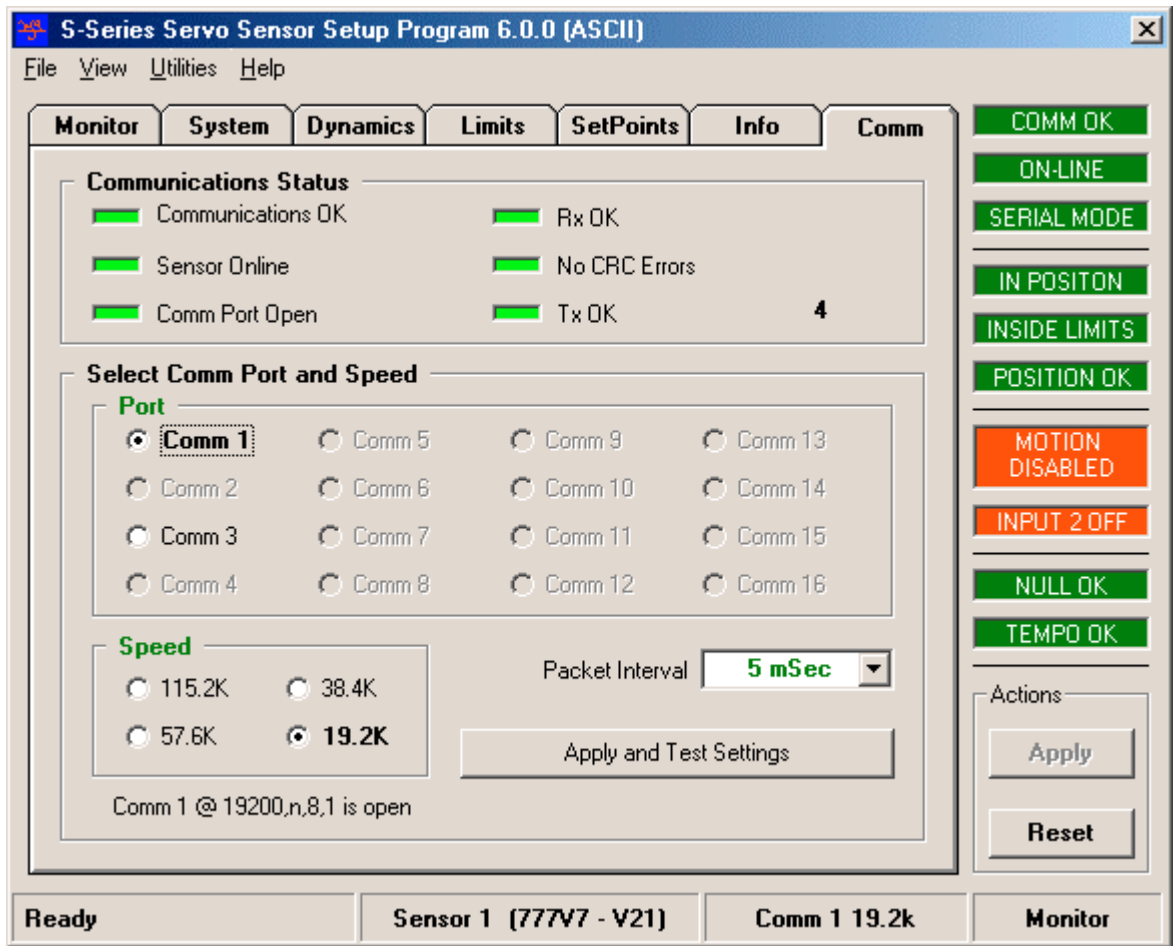 S-Series Servo Sensor Setup Program 6.0.0 (ASCII)
File View Utilities Help
Monitor System Dynamics Limits SetPoints Info Comm
Communications Status
Communications OK Rx OK
Sensor Online No CRC Errors
Comm Port Open Tx OK 4
Select Comm Port and Speed
Port
Comm 1 Comm 5 Comm 9 Comm 13
Comm 2 Comm 6 Comm 10 Comm 14
Comm 3 Comm 7 Comm 11 Comm 15
Comm 4 Comm 8 Comm 12 Comm 16
Speed
115.2K 38.4K
57.6K 19.2K
Packet Interval 5 mSec
Apply and Test Settings
Comm 1 @ 19200,n,8,1 is open
COMM OK
ON-LINE
SERIAL MODE
IN POSITON
INSIDE LIMITS
POSITION OK
MOTION
DISABLED
INPUT 2 OFF
NULL OK
TEMPO OK
Actions
Apply
Reset
Ready Sensor 1 (777V7 - V21) Comm 1 19.2k Monitor